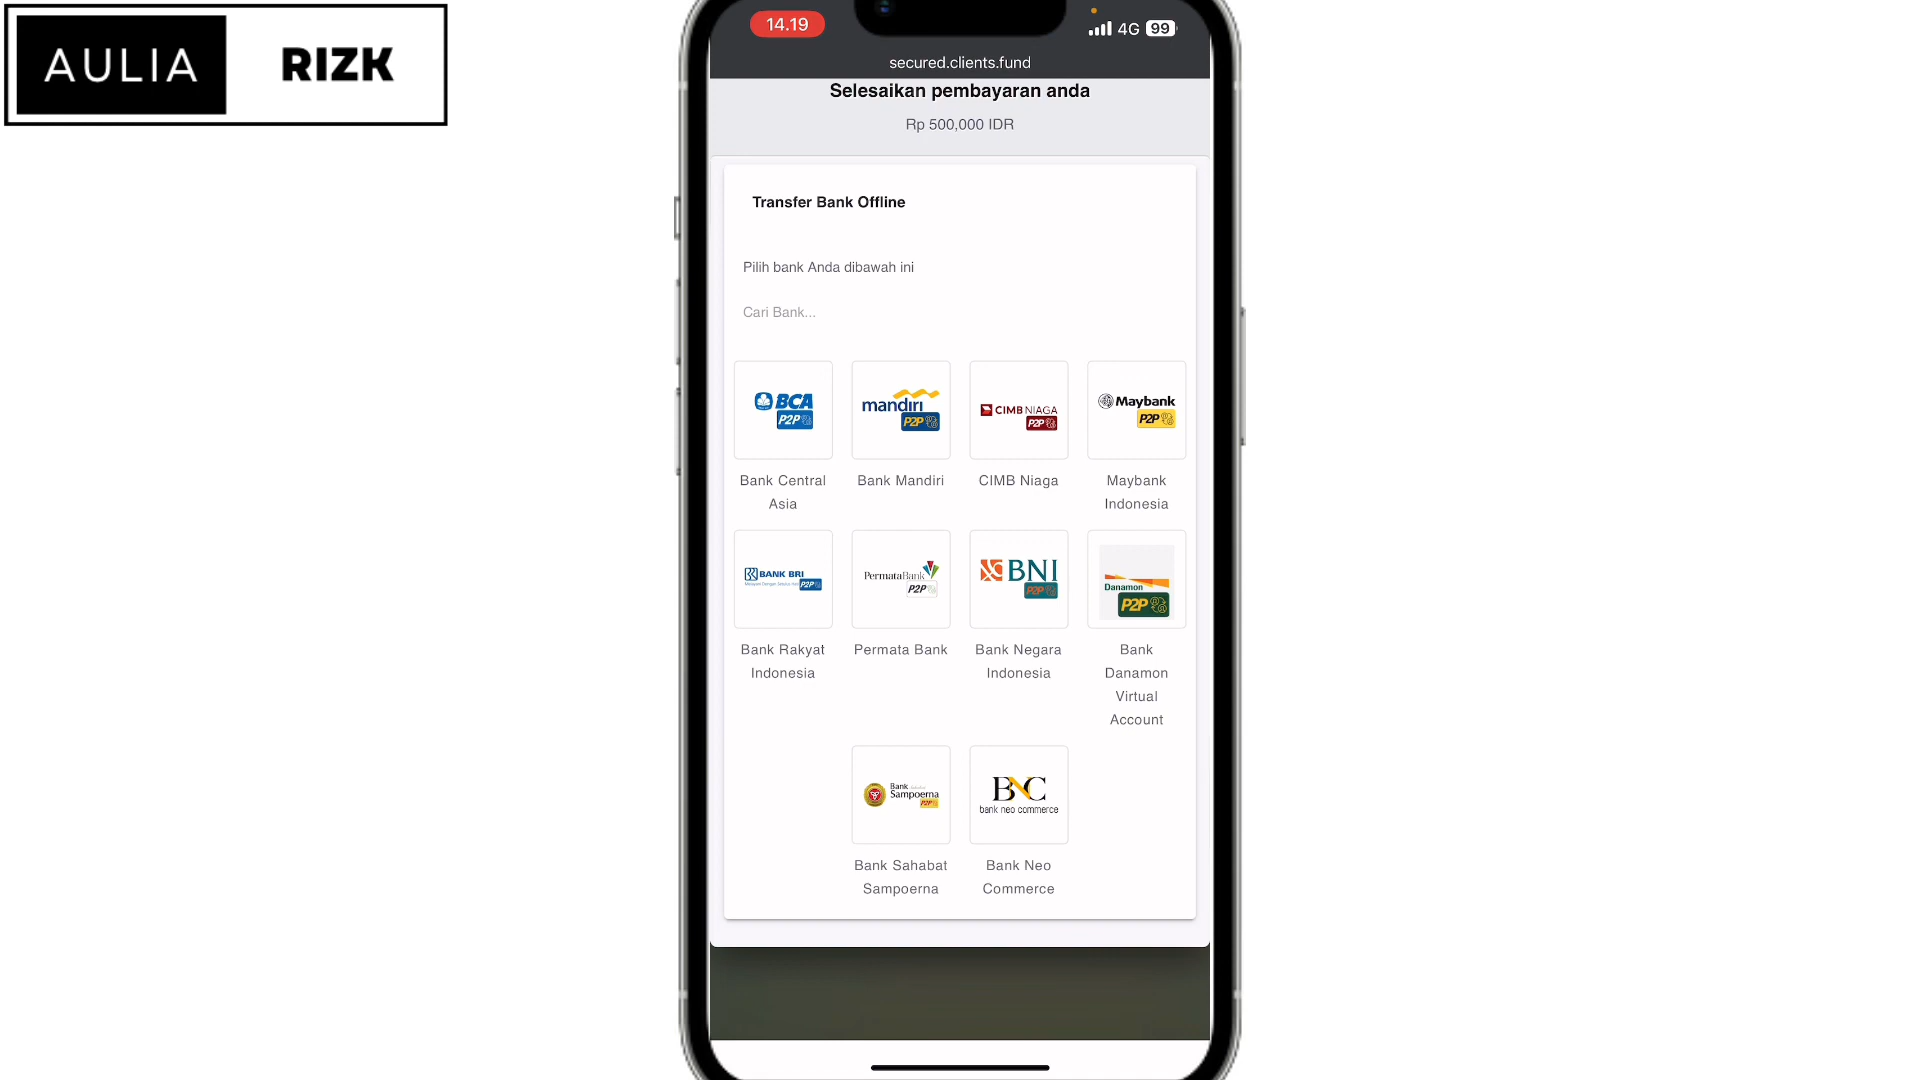 AULIA RIZK
14.19 4G 99
secured.clients.fund
Selesaikan pembayaran anda
Rp 500,000 IDR
Transfer Bank Offline
Pilih bank Anda dibawah ini
Cari Bank...
BCA P2P
mandiri P2P
CIMB NIAGA P2P
Maybank P2P
Bank Central Asia
Bank Mandiri
CIMB Niaga
Maybank Indonesia
BANK BRI P2P
PermataBank P2P
BNI P2P
Danamon P2P
Bank Rakyat Indonesia
Permata Bank
Bank Negara Indonesia
Bank Danamon Virtual Account
Bank Sampoerna P2P
BNC bank neo commerce
Bank Sahabat Sampoerna
Bank Neo Commerce